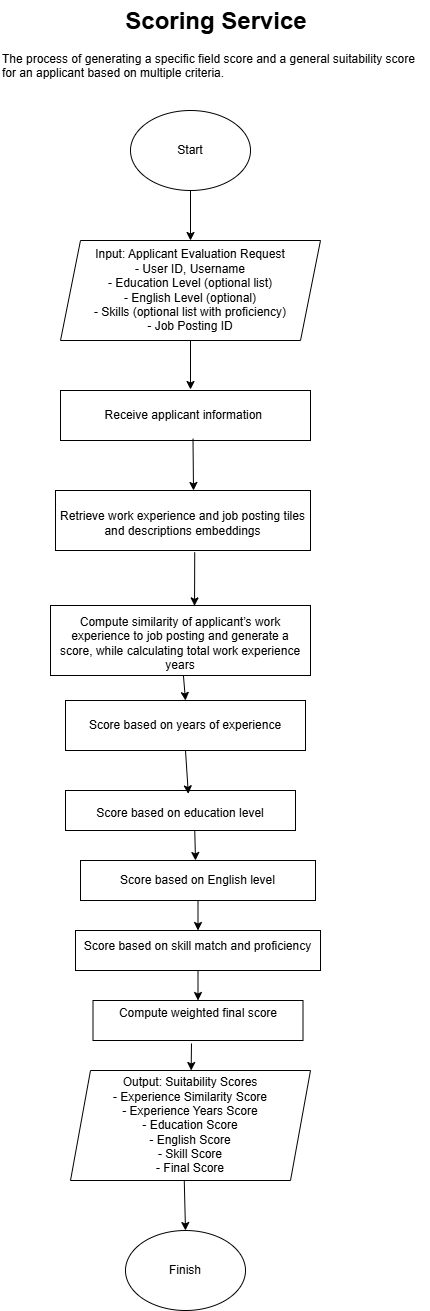 Scoring Service
The process of generating a specific field score and a general suitability score
for an applicant based on multiple criteria.
Start
Input: Applicant Evaluation Request
- User ID, Username
- Education Level (optional list)
- English Level (optional)
- Skills (optional list with proficiency)
- Job Posting ID
Receive applicant information
Retrieve work experience and job posting tiles
and descriptions embeddings
Compute similarity of applicant's work
experience to job posting and generate a
score, while calculating total work experience
years
Score based on years of experience
Score based on education level
Score based on English level
Score based on skill match and proficiency
Compute weighted final score
Output: Suitability Scores
- Experience Similarity Score
- Experience Years Score
- Education Score
- English Score
- Skill Score
- Final Score
Finish